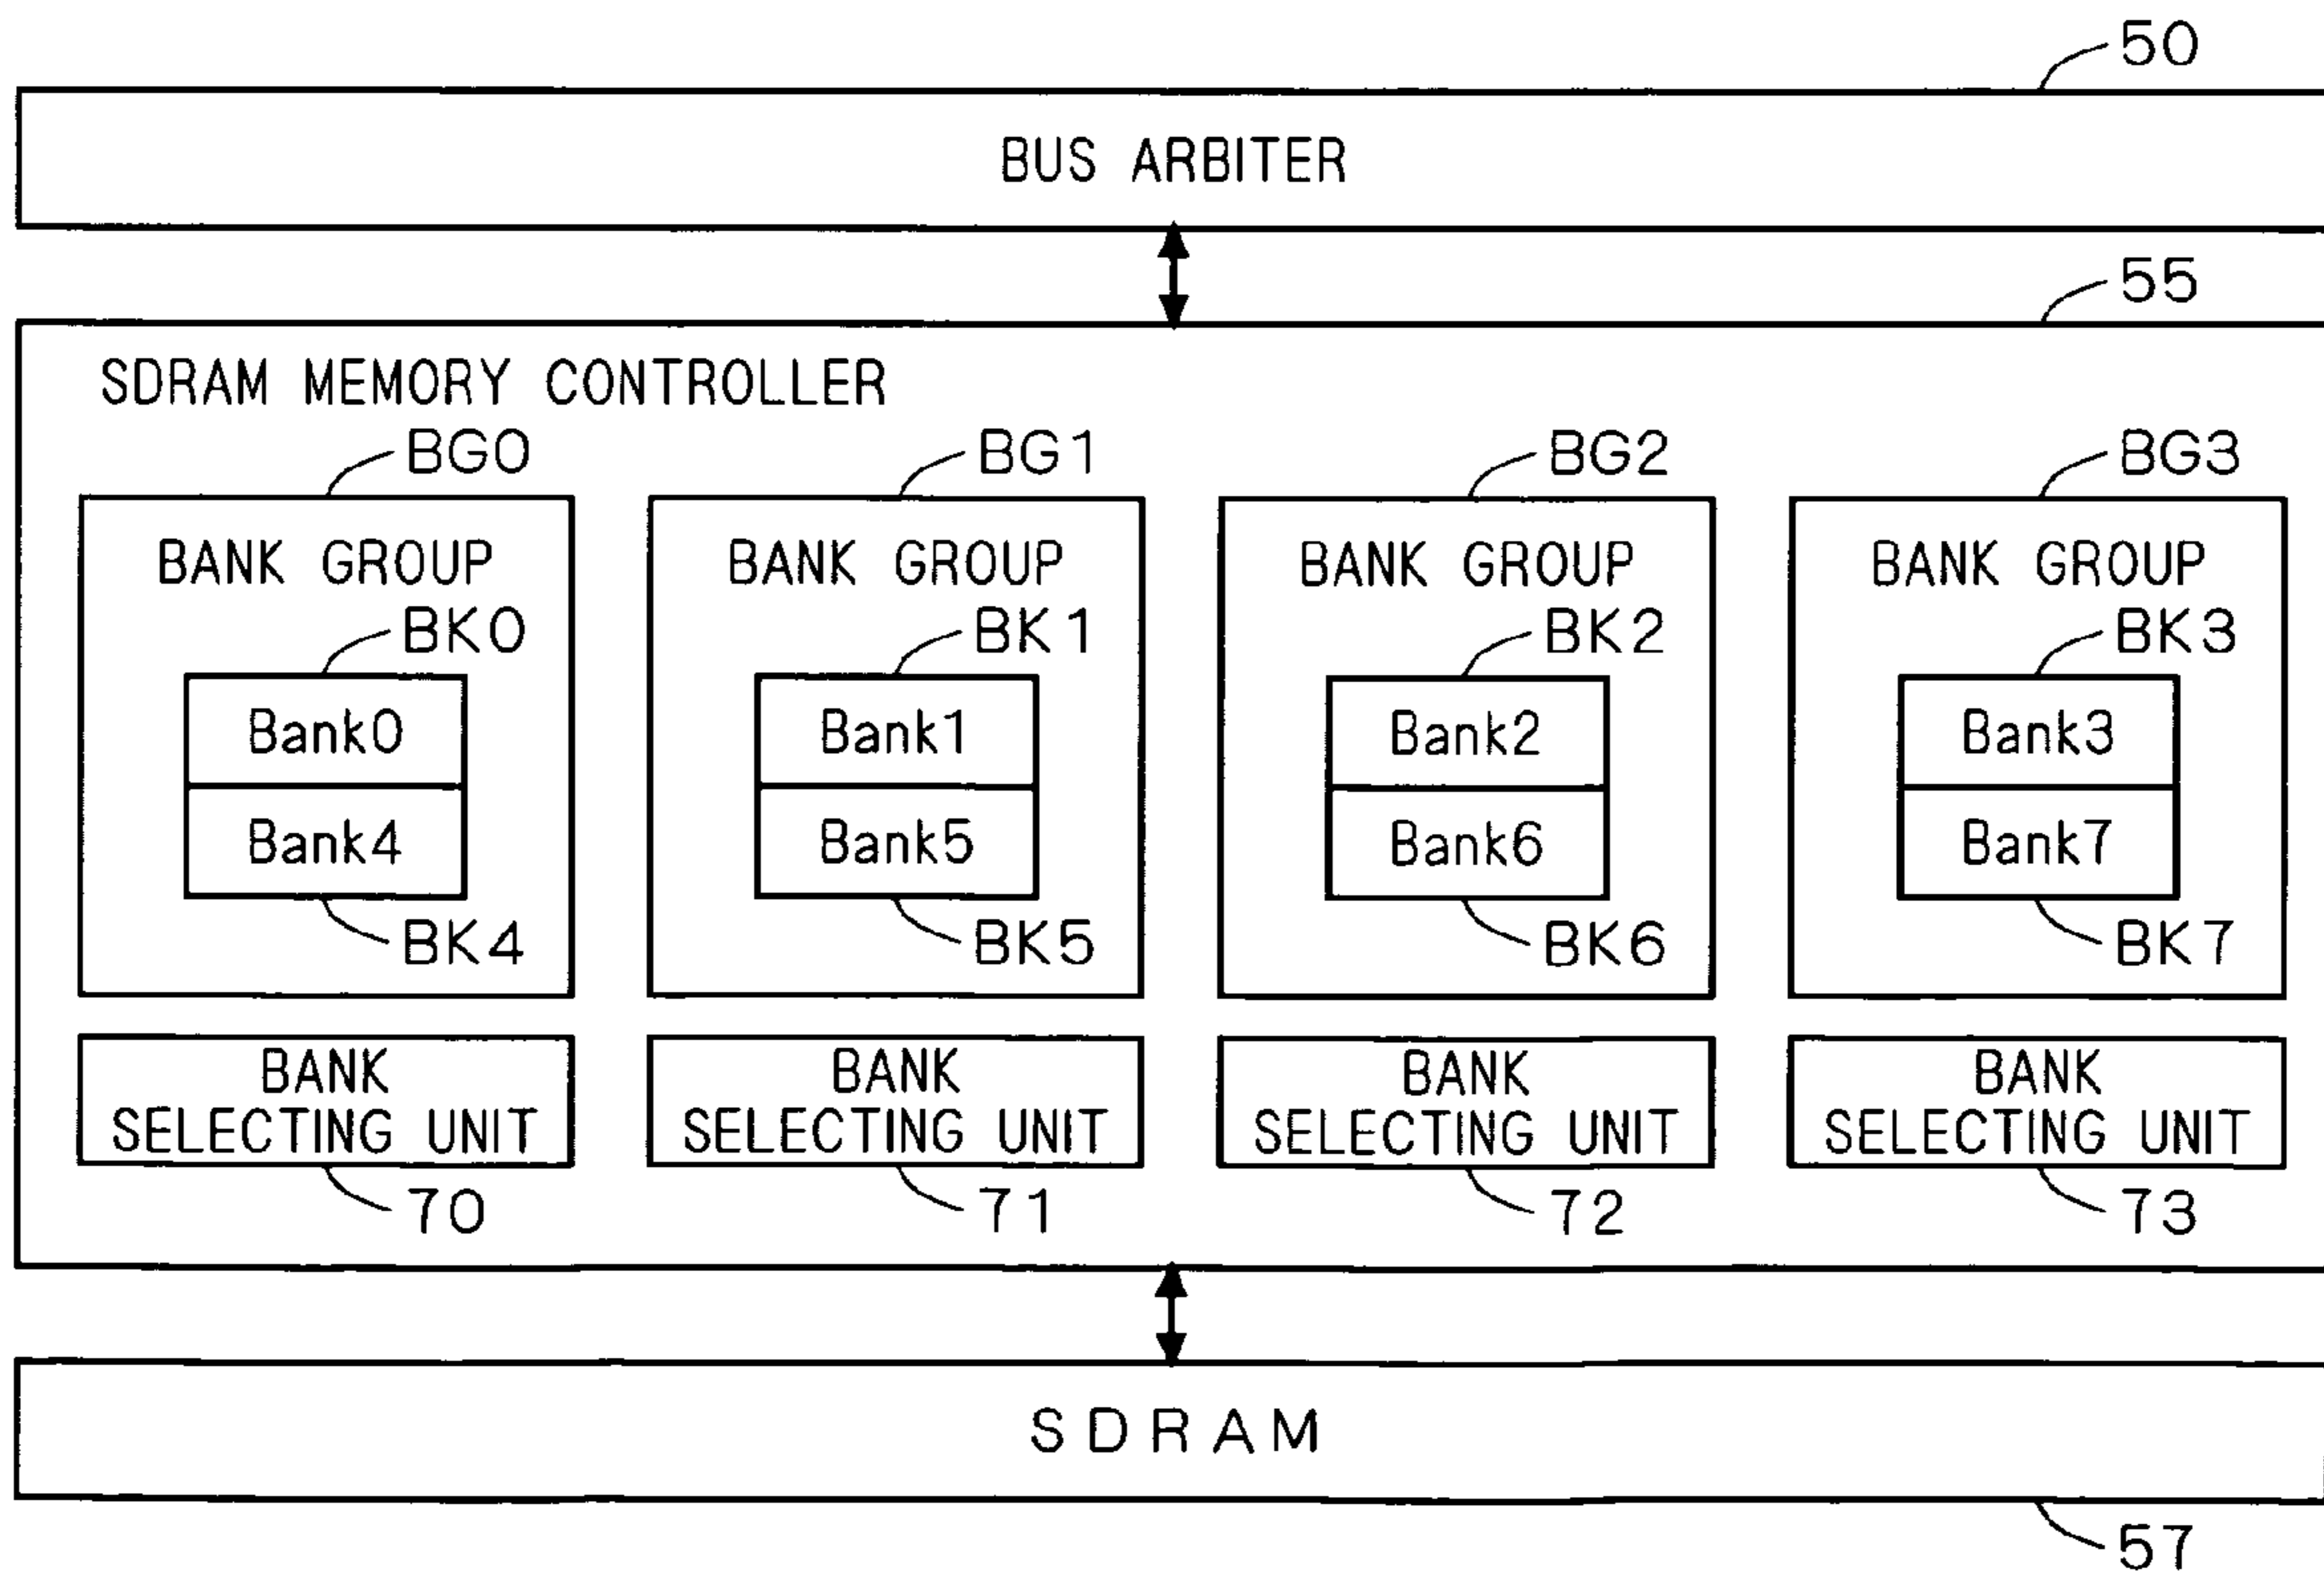 50
BUS ARBITER
55
SDRAM MEMORY CONTROLLER
BG0 BG1 BG2 BG3
BANK GROUP BANK GROUP BANK GROUP BANK GROUP
BK0 BK1 BK2 BK3
Bank0 Bank1 Bank2 Bank3
Bank4 Bank5 Bank6 Bank7
BK4 BK5 BK6 BK7
BANK BANK BANK BANK
SELECTING UNIT SELECTING UNIT SELECTING UNIT SELECTING UNIT
70 71 72 73
SDRAM
57